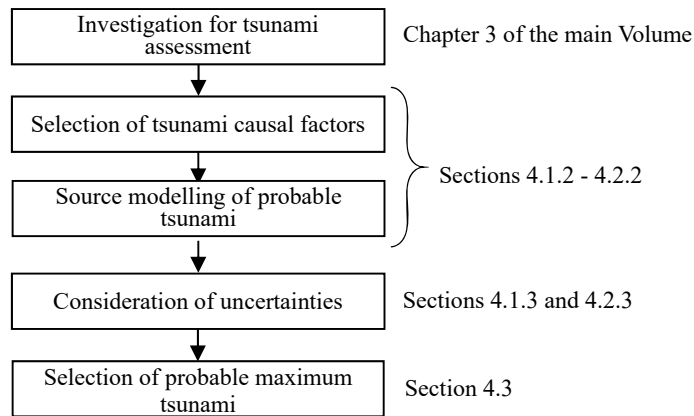 Investigation for tsunami
assessment
Chapter 3 of the main Volume
Selection of tsunami causal factors
Source modelling of probable
tsunami
Sections 4.1.2 - 4.2.2
Consideration of uncertainties
Sections 4.1.3 and 4.2.3
Selection of probable maximum
tsunami
Section 4.3